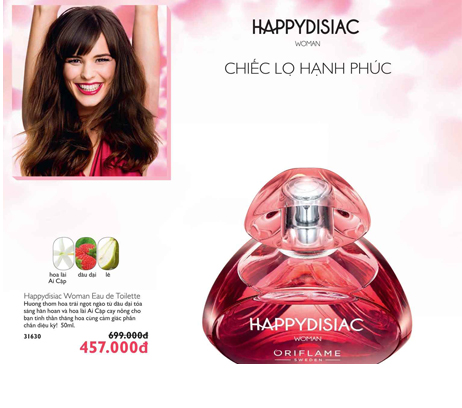 HAPPYDISIAC
WOMAN
CHIẾC LỌ HẠNH PHÚC
hoa lài
Ai Cập
dâu dại
lê
Happydisiac Woman Eau de Toilette
Hương thơm hoa trái ngọt ngào từ dâu dại tỏa
sáng hân hoan và hoa lài Ai Cập cay nồng cho
bạn tinh thần thăng hoa cùng cảm giác phấn
chấn diệu kỳ! 50ml.
31630
699.000đ
457.000đ
HAPPYDISIAC
WOMAN
ORIFLAME
SWEDEN